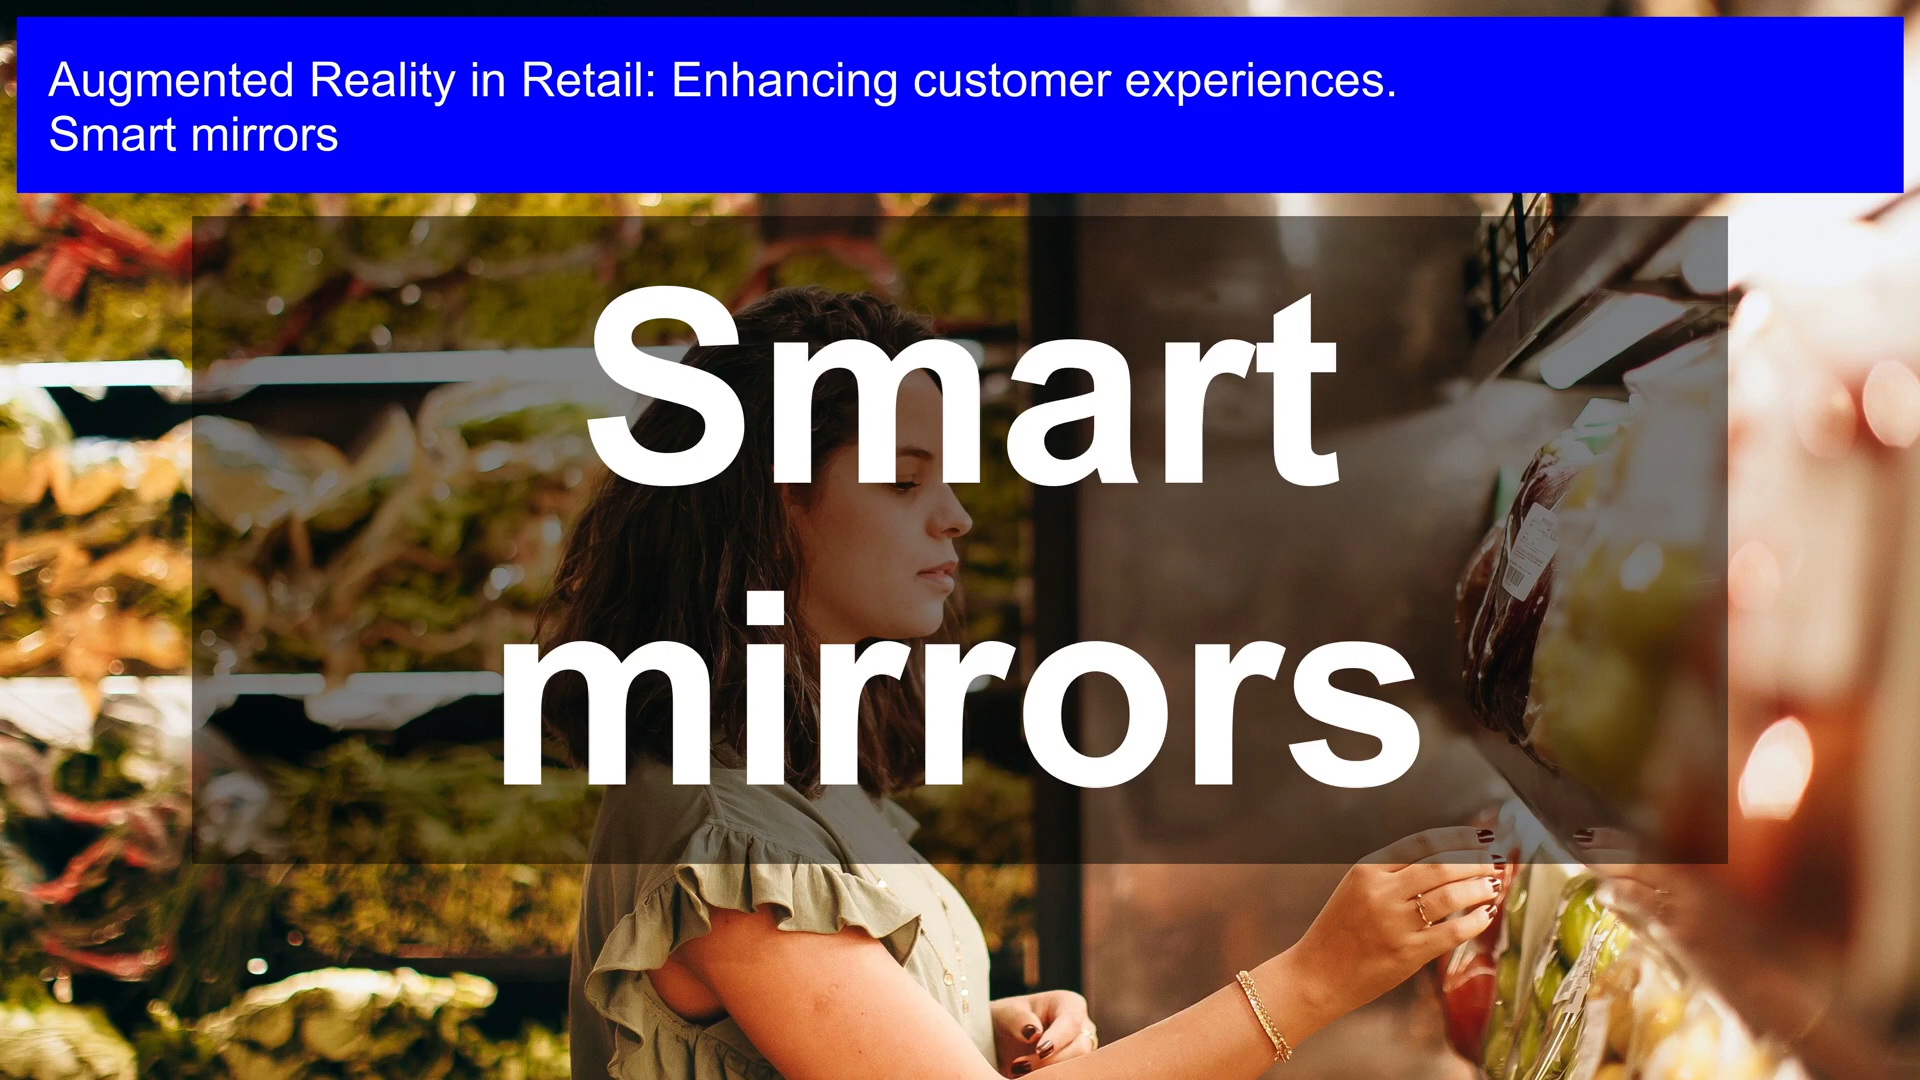 Augmented Reality in Retail: Enhancing customer experiences.
Smart mirrors
Smart
mirrors